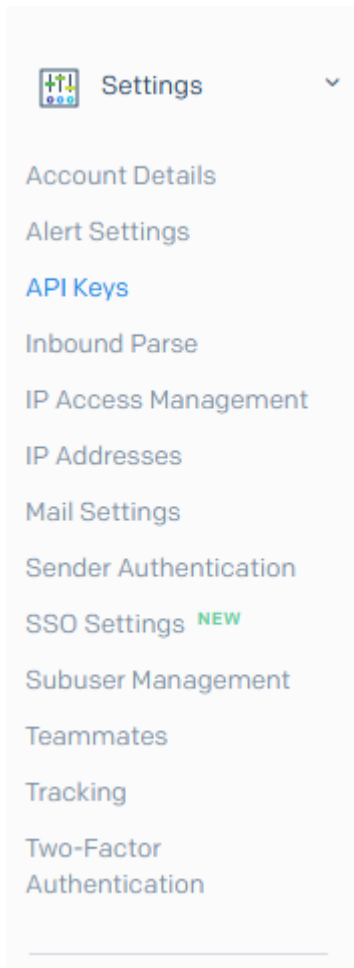 Settings
Account Details
Alert Settings
API Keys
Inbound Parse
IP Access Management
IP Addresses
Mail Settings
Sender Authentication
SSO Settings NEW
Subuser Management
Teammates
Tracking
Two-Factor
Authentication